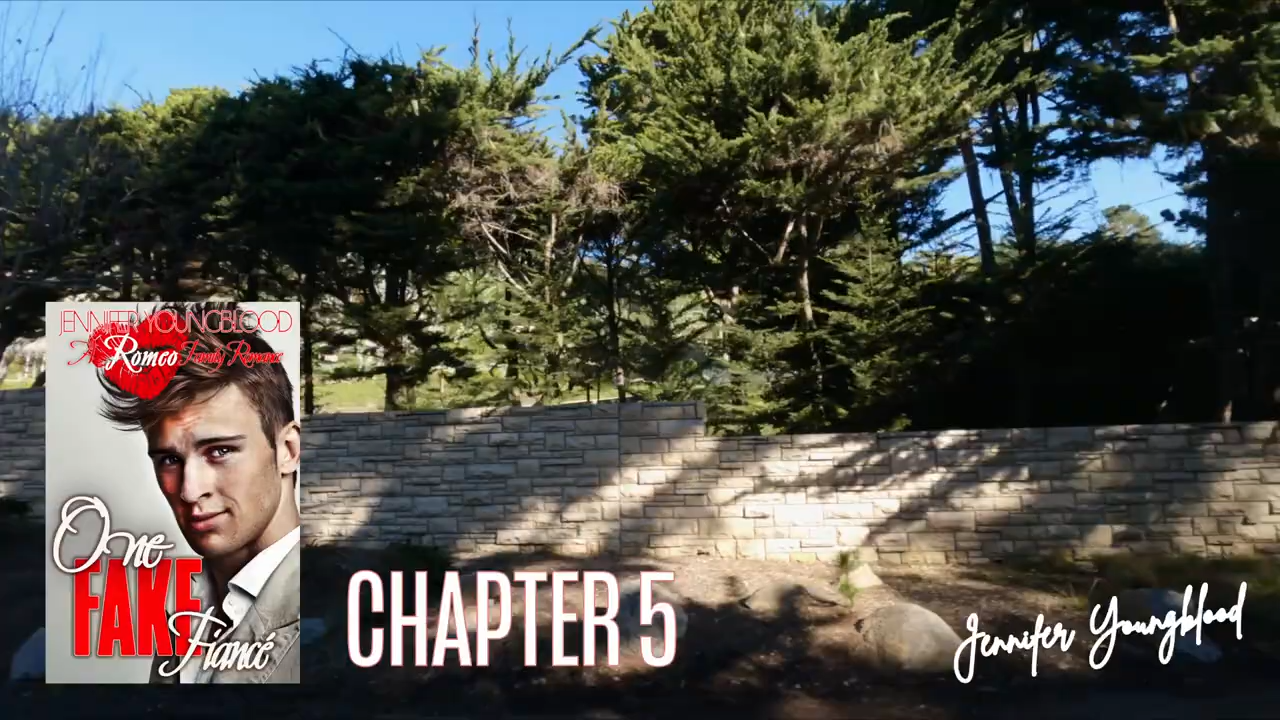 JENNIFER YOUNGBLOOD
A Romeo Family Romance
One
FAKE
Fiancé
CHAPTER 5
Jennifer Youngblood